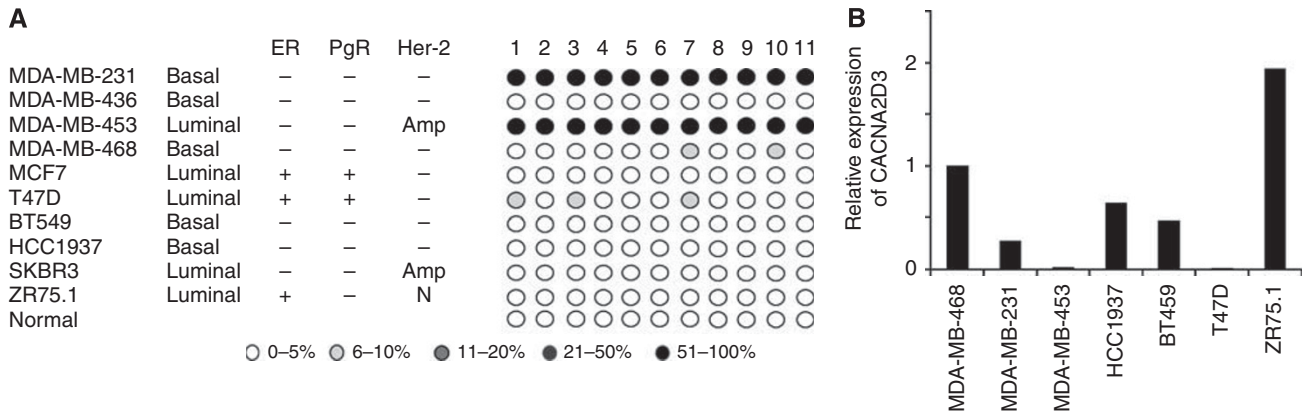 A
ER PgR Her-2 1 2 3 4 5 6 7 8 9 10 11
MDA-MB-231 Basal – – –
MDA-MB-436 Basal – – –
MDA-MB-453 Luminal – – Amp
MDA-MB-468 Basal – – –
MCF7 Luminal + + –
T47D Luminal + + –
BT549 Basal – – –
HCC1937 Basal – – –
SKBR3 Luminal – – Amp
ZR75.1 Luminal + – N
Normal
0–5% 6–10% 11–20% 21–50% 51–100%
B
Relative expression
of CACNA2D3
2
1
0
MDA-MB-468
MDA-MB-231
MDA-MB-453
HCC1937
BT459
T47D
ZR75.1